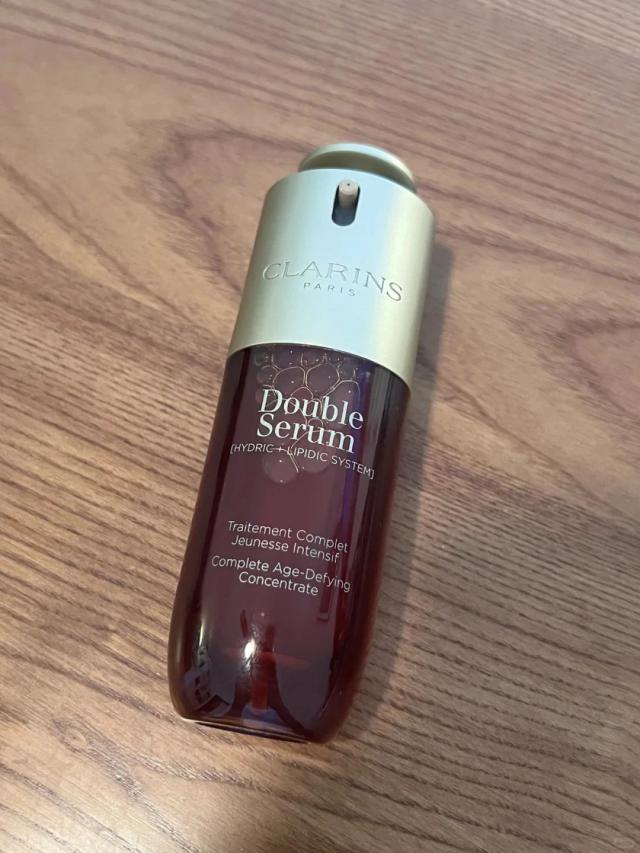 CLARINS
PARIS
Double
Serum
[HYDRIC + LIPIDIC SYSTEM]
Traitement Complet
Jeunesse Intensif
Complete Age-Defying
Concentrate